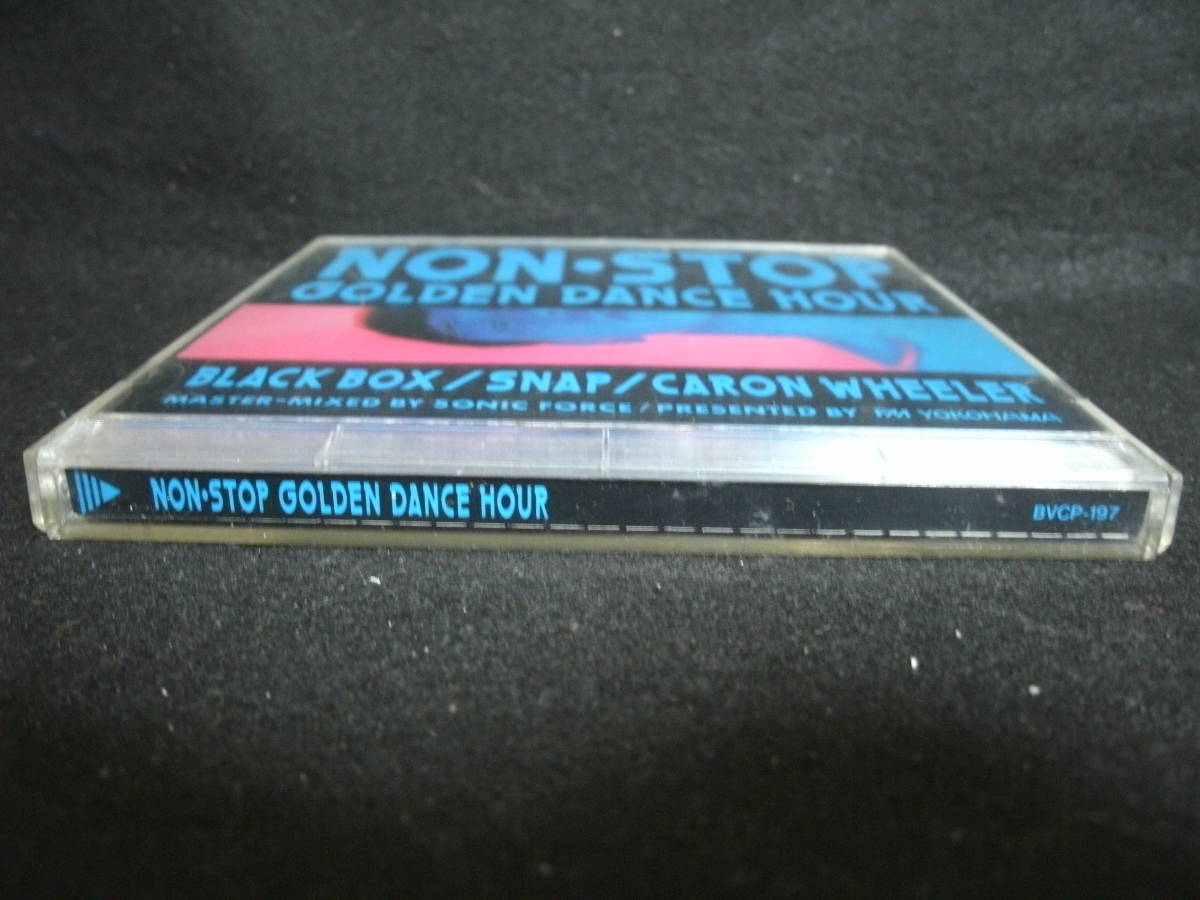 NON•STOP
GOLDEN DANCE HOUR
BLACK BOX/SNAP/CARON WHEELER
MASTER-MIXED BY SONIC FORCE/PRESENTED BY FM YOKOHAMA
NON•STOP GOLDEN DANCE HOUR BVCP-197